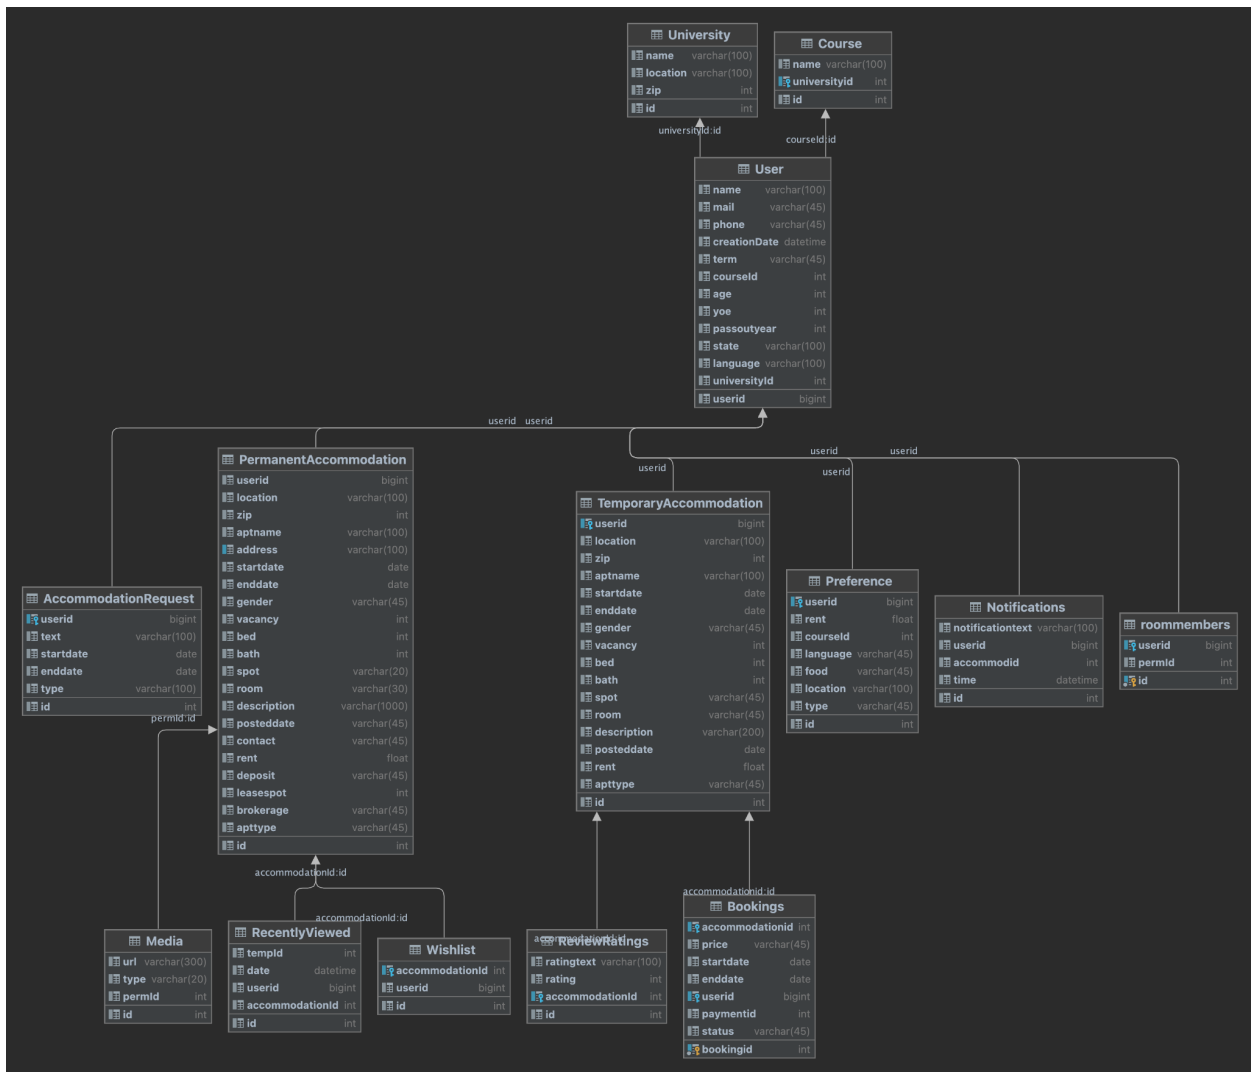 University
name varchar(100)
location varchar(100)
zip int
id int
Course
name varchar(100)
universityid int
id int
universityId:id
courseId:id
User
name varchar(100)
mail varchar(45)
phone varchar(45)
creationDate datetime
term varchar(45)
courseId int
age int
yoe int
passoutyear int
state varchar(100)
language varchar(100)
universityId int
userid bigint
userid userid
userid
userid
userid
userid
PermanentAccommodation
userid bigint
location varchar(100)
zip int
aptname varchar(100)
address varchar(100)
startdate date
enddate date
gender varchar(45)
vacancy int
bed int
bath int
spot varchar(20)
room varchar(30)
description varchar(1000)
posteddate varchar(45)
contact varchar(45)
rent float
deposit varchar(45)
leasespot int
brokerage varchar(45)
apttype varchar(45)
id int
TemporaryAccommodation
userid bigint
location varchar(100)
zip int
aptname varchar(100)
startdate date
enddate date
gender varchar(45)
vacancy int
bed int
bath int
spot varchar(45)
room varchar(45)
description varchar(200)
posteddate date
rent float
apttype varchar(45)
id int
AccommodationRequest
userid bigint
text varchar(100)
startdate date
enddate date
type varchar(100)
id int
Preference
userid bigint
rent float
courseId int
language varchar(45)
food varchar(45)
location varchar(100)
type varchar(45)
id int
Notifications
notificationtext varchar(100)
userid bigint
accommodid int
time datetime
id int
roommembers
userid bigint
permId int
id int
permId:id
accommodationId:id
accommodationId:id
accommodationid:id
Media
url varchar(300)
type varchar(20)
permId int
id int
RecentlyViewed
tempId int
date datetime
userid bigint
accommodationId int
id int
Wishlist
accommodationId int
userid bigint
id int
ReviewRatings
ratingtext varchar(100)
rating int
accommodationId int
id int
Bookings
accommodationid int
price varchar(45)
startdate date
enddate date
userid bigint
paymentid int
status varchar(45)
bookingid int